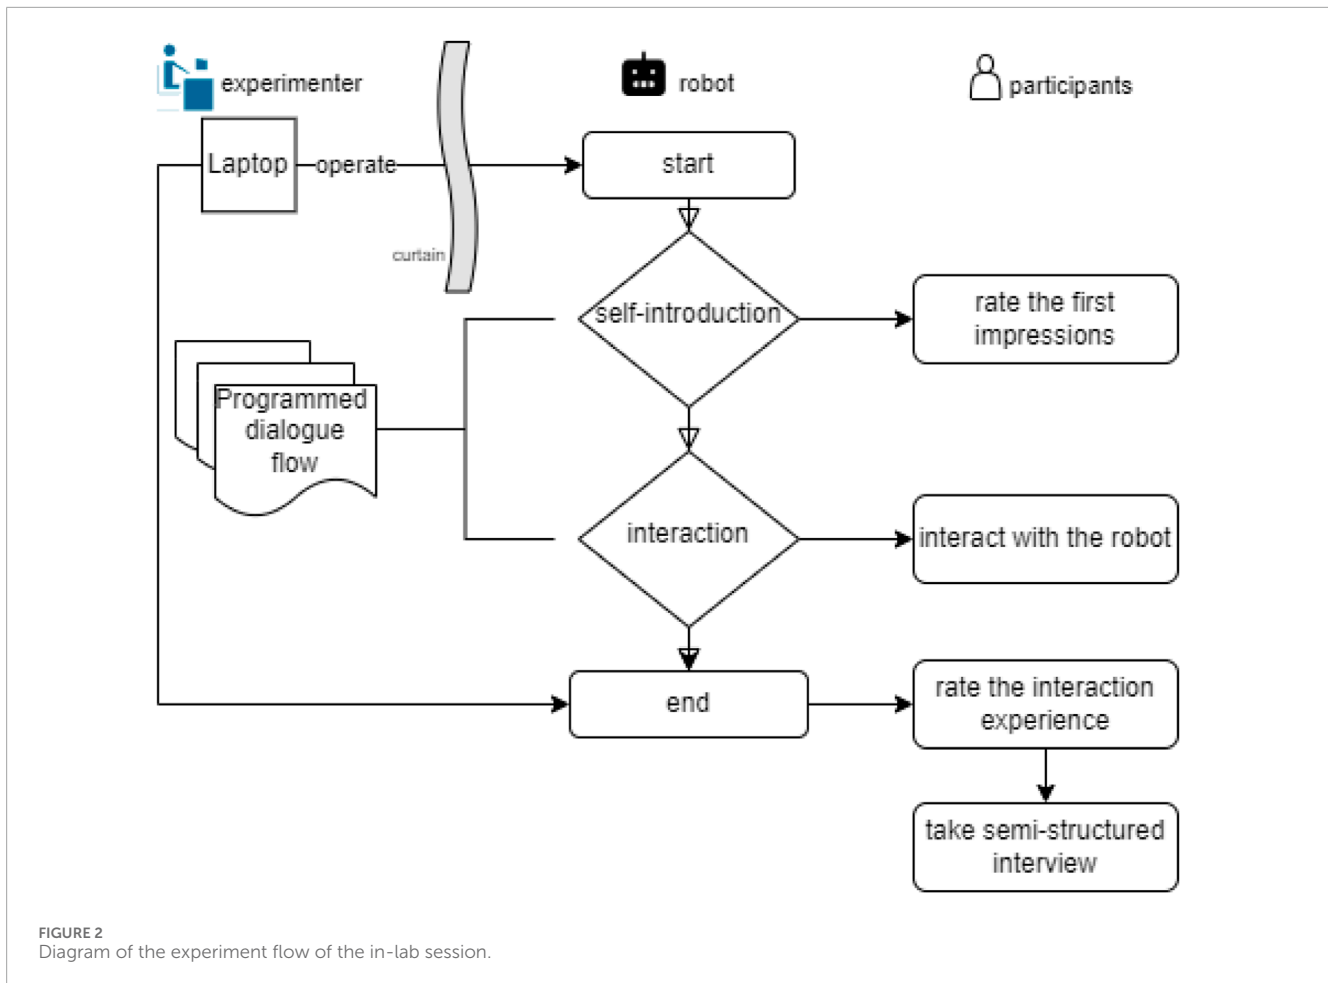 experimenter
robot
participants
Laptop
operate
start
curtain
self-introduction
rate the first
impressions
Programmed
dialogue
flow
interaction
interact with the robot
end
rate the interaction
experience
take semi-structured
interview
FIGURE 2
Diagram of the experiment flow of the in-lab session.